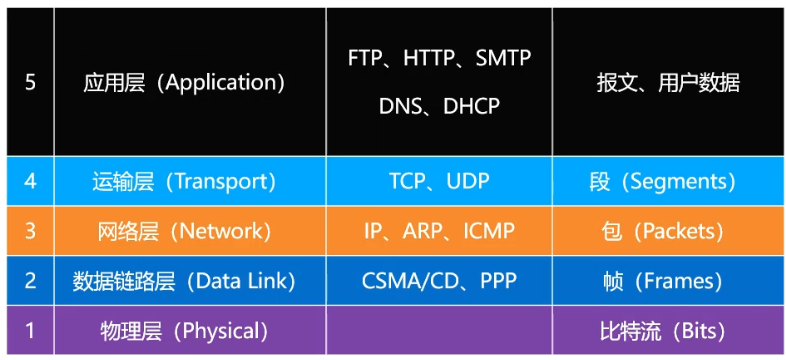 5 应用层（Application） FTP、HTTP、SMTP
DNS、DHCP 报文、用户数据
4 运输层（Transport） TCP、UDP 段（Segments）
3 网络层（Network） IP、ARP、ICMP 包（Packets）
2 数据链路层（Data Link） CSMA/CD、PPP 帧（Frames）
1 物理层（Physical） 比特流（Bits）